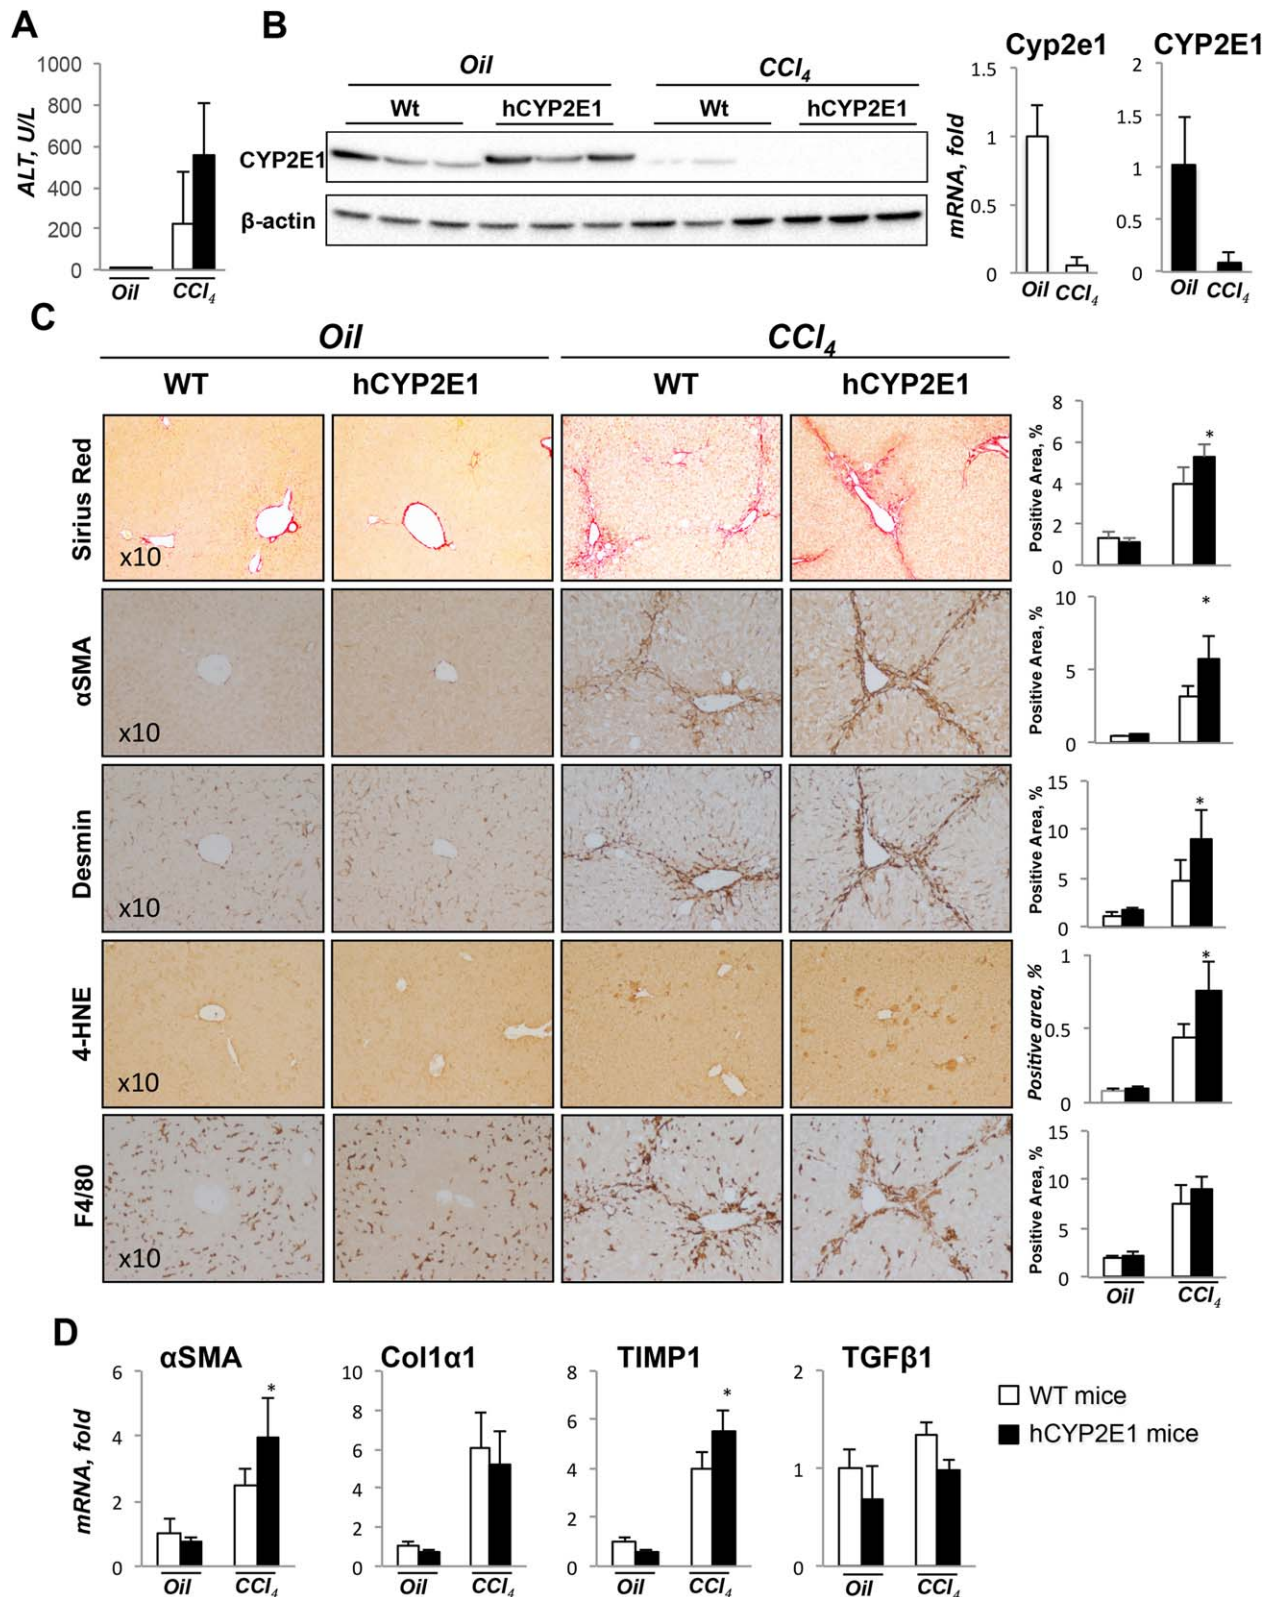 A
ALT, U/L
1000
800
600
400
200
0
Oil
CCl4
B
Oil
CCl4
Wt
hCYP2E1
Wt
hCYP2E1
CYP2E1
β-actin
Cyp2e1
mRNA, fold
1.5
1
0.5
0
Oil
CCl4
CYP2E1
2
1.5
1
0.5
0
Oil
CCl4
C
Oil
CCl4
WT
hCYP2E1
WT
hCYP2E1
Sirius Red
x10
Positive Area, %
8
6
4
2
0
*
αSMA
x10
Positive Area, %
10
5
0
*
Desmin
x10
Positive Area, %
15
10
5
0
*
4-HNE
x10
Positive area, %
1
0.5
0
*
F4/80
x10
Positive Area, %
15
10
5
0
Oil
CCl4
D
αSMA
mRNA, fold
6
4
2
0
*
Oil
CCl4
Col1α1
10
8
6
4
2
0
Oil
CCl4
TIMP1
8
6
4
2
0
*
Oil
CCl4
TGFβ1
2
1
0
Oil
CCl4
WT mice
hCYP2E1 mice